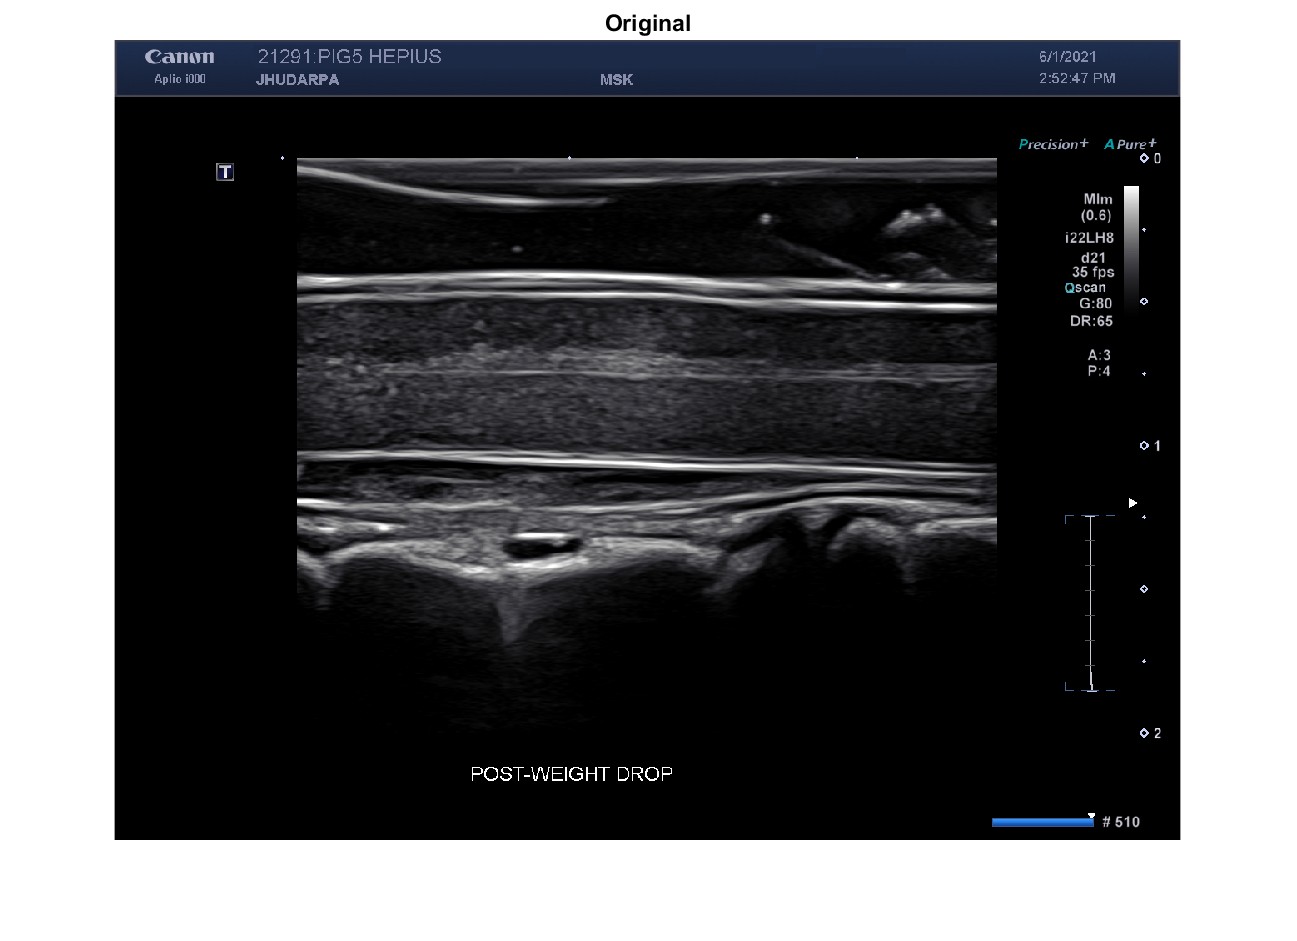 Original
Canon 21291:PIG5 HEPIUS 6/1/2021
Aplio i800 JHUDARPA MSK 2:52:47 PM
Precision+ A Pure+
T
0
MIm
(0.6)
i22LH8
d21
35 fps
Qscan
G:80
DR:65
A:3
P:4
1
2
POST-WEIGHT DROP
# 510